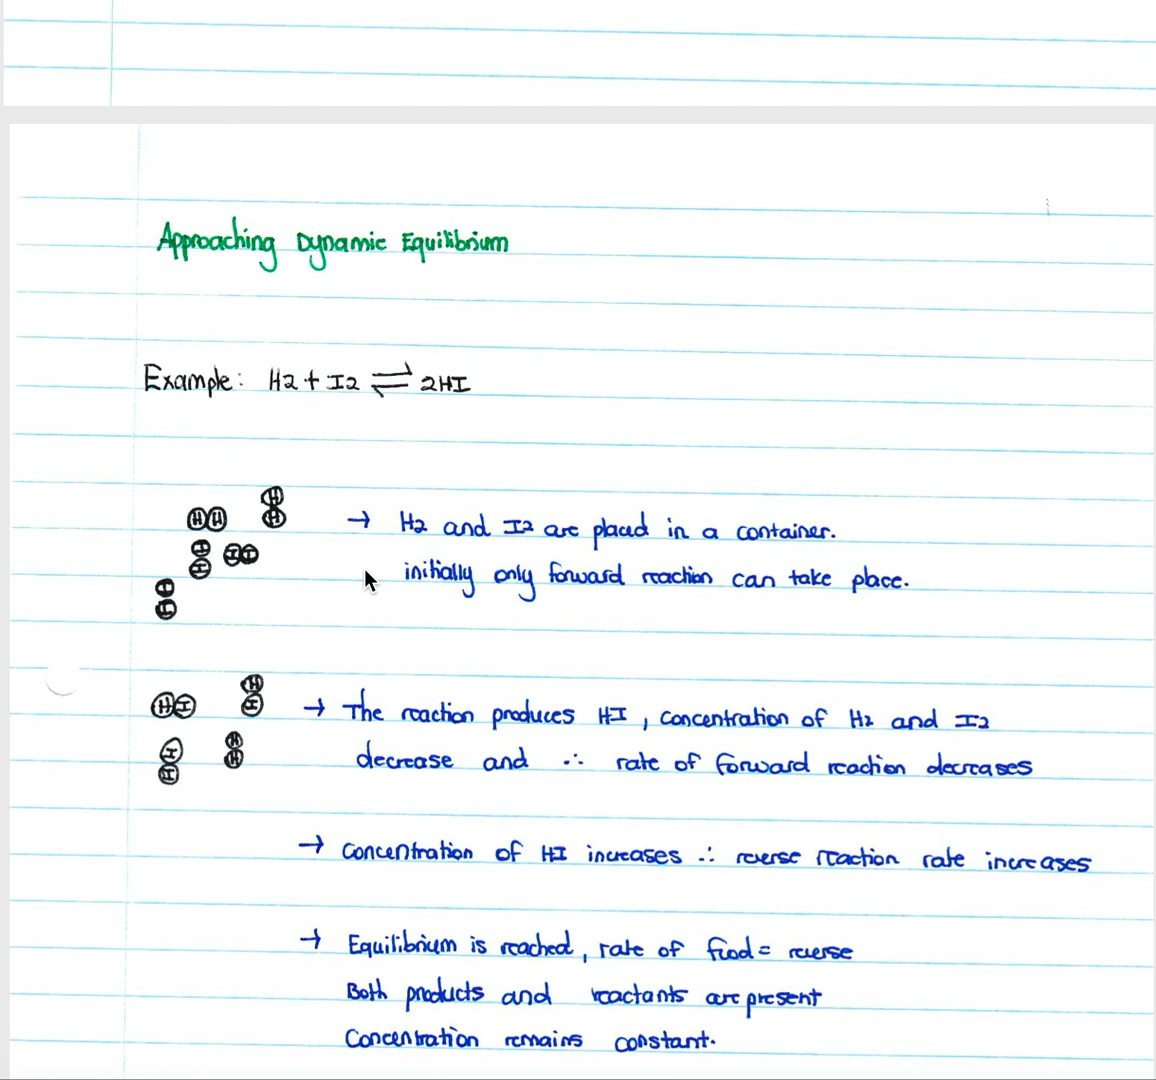 Approaching Dynamic Equilibrium
Example: H2 + I2 ⇌ 2HI
H H
H
H
→ H2 and I2 are placed in a container.
I
I
I I
initially only forward reaction can take place.
I
I
H I
H
I
→ The reaction produces HI, concentration of H2 and I2
I
I
H
H
decrease and ∴ rate of forward reaction decreases
→ concentration of HI increases ∴ reverse reaction rate increases
→ Equilibrium is reached, rate of = reverse
Both products and reactants are present
Concentration remains constant.